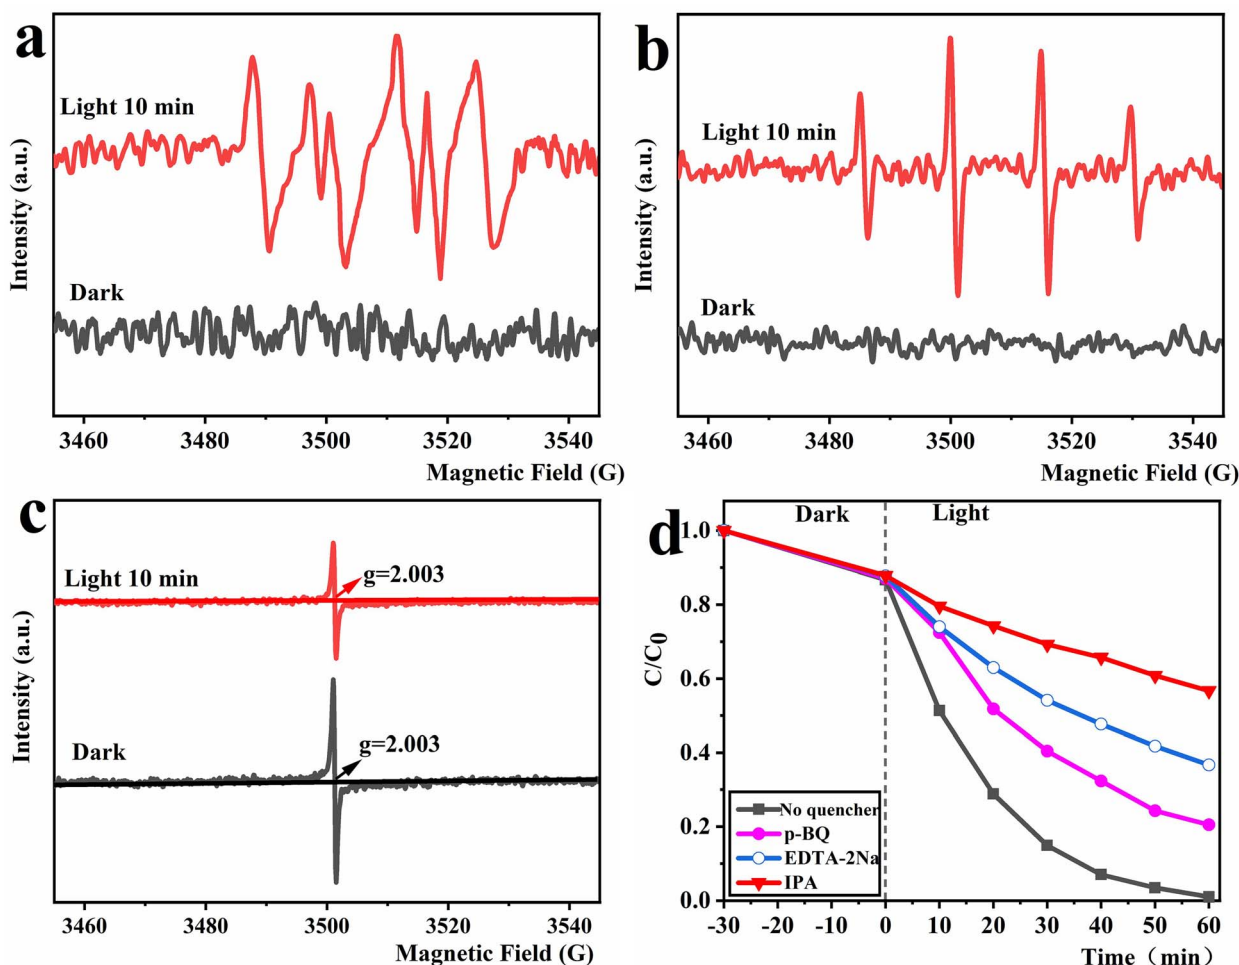 a
Light 10 min
Dark
Intensity (a.u.)
3460 3480 3500 3520 3540
Magnetic Field (G)
b
Light 10 min
Dark
Intensity (a.u.)
3460 3480 3500 3520 3540
Magnetic Field (G)
c
Light 10 min
g=2.003
Dark
g=2.003
Intensity (a.u.)
3460 3480 3500 3520 3540
Magnetic Field (G)
d
Dark
Light
C/C0
1.0
0.8
0.6
0.4
0.2
0.0
No quencher
p-BQ
EDTA-2Na
IPA
-30 -20 -10 0 10 20 30 40 50 60
Time（min）